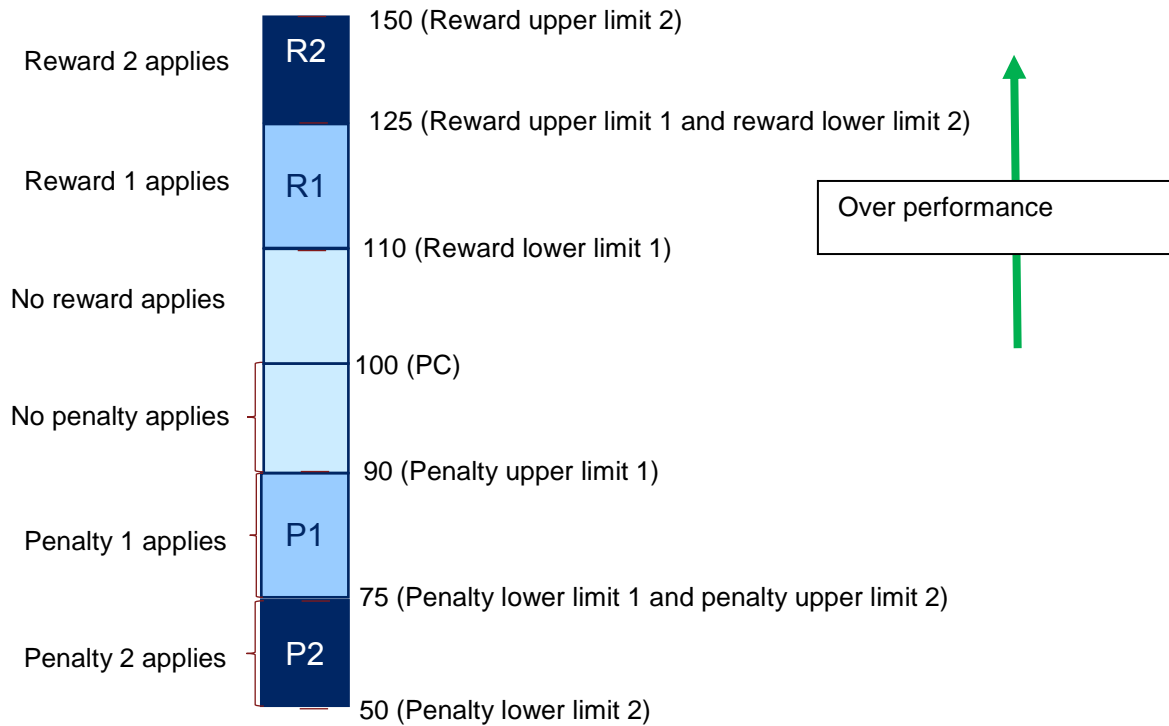 150 (Reward upper limit 2)
R2
Reward 2 applies
125 (Reward upper limit 1 and reward lower limit 2)
Reward 1 applies
R1
Over performance
110 (Reward lower limit 1)
No reward applies
100 (PC)
No penalty applies
90 (Penalty upper limit 1)
Penalty 1 applies
P1
75 (Penalty lower limit 1 and penalty upper limit 2)
Penalty 2 applies
P2
50 (Penalty lower limit 2)